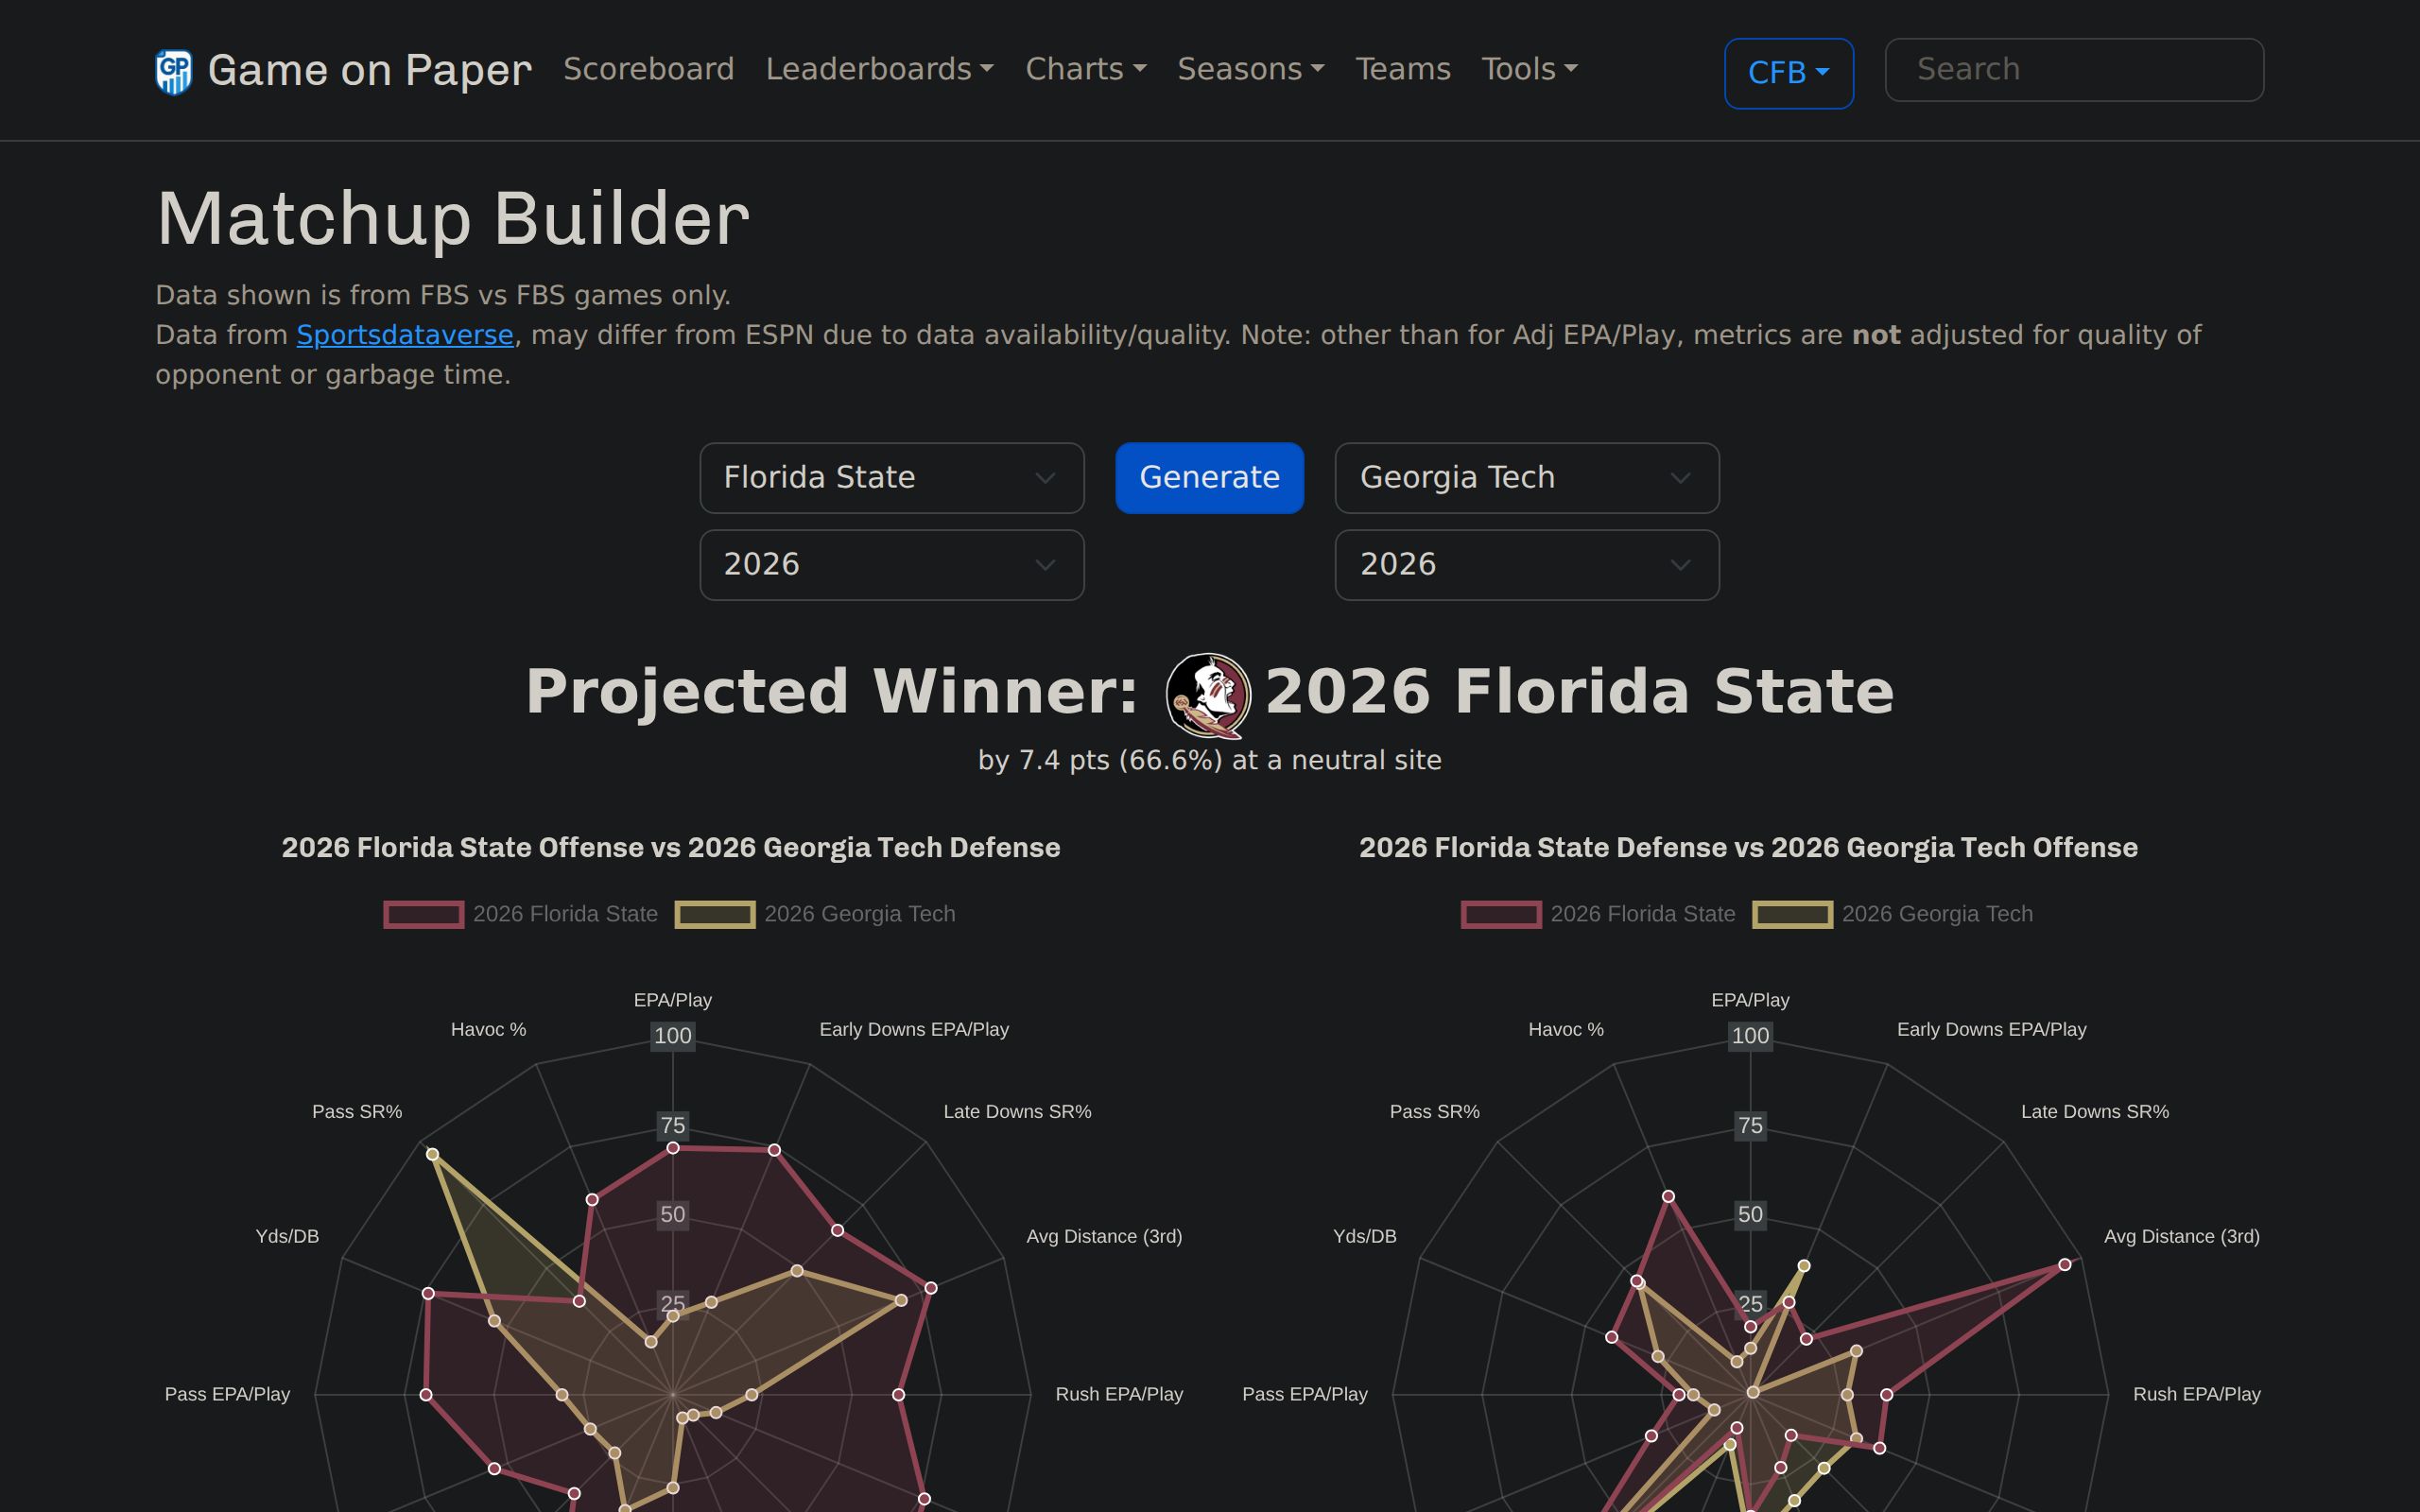 GP Game on Paper Scoreboard Leaderboards Charts Seasons Teams Tools CFB Search
Matchup Builder
Data shown is from FBS vs FBS games only.
Data from Sportsdataverse, may differ from ESPN due to data availability/quality. Note: other than for Adj EPA/Play, metrics are not adjusted for quality of
opponent or garbage time.
Florida State Generate Georgia Tech
2026 2026
Projected Winner: 2026 Florida State
by 7.4 pts (66.6%) at a neutral site
2026 Florida State Offense vs 2026 Georgia Tech Defense
2026 Florida State 2026 Georgia Tech
EPA/Play
Havoc % 100 Early Downs EPA/Play
Pass SR% 75 Late Downs SR%
Yds/DB 50 Avg Distance (3rd)
25
Pass EPA/Play Rush EPA/Play
2026 Florida State Defense vs 2026 Georgia Tech Offense
2026 Florida State 2026 Georgia Tech
EPA/Play
Havoc % 100 Early Downs EPA/Play
Pass SR% 75 Late Downs SR%
Yds/DB 50 Avg Distance (3rd)
25
Pass EPA/Play Rush EPA/Play